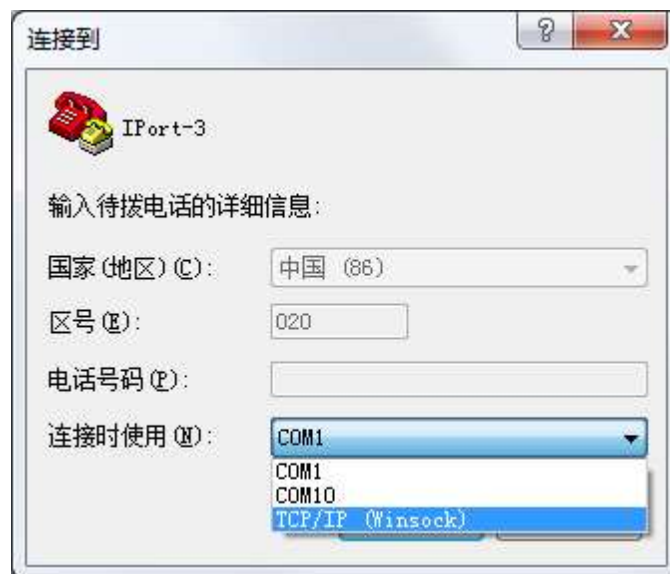 连接到
IPort-3
输入待拨电话的详细信息:
国家(地区)(C): 中国 (86)
区号(E): 020
电话号码(P):
连接时使用(N): COM1
COM1
COM10
TCP/IP (Winsock)